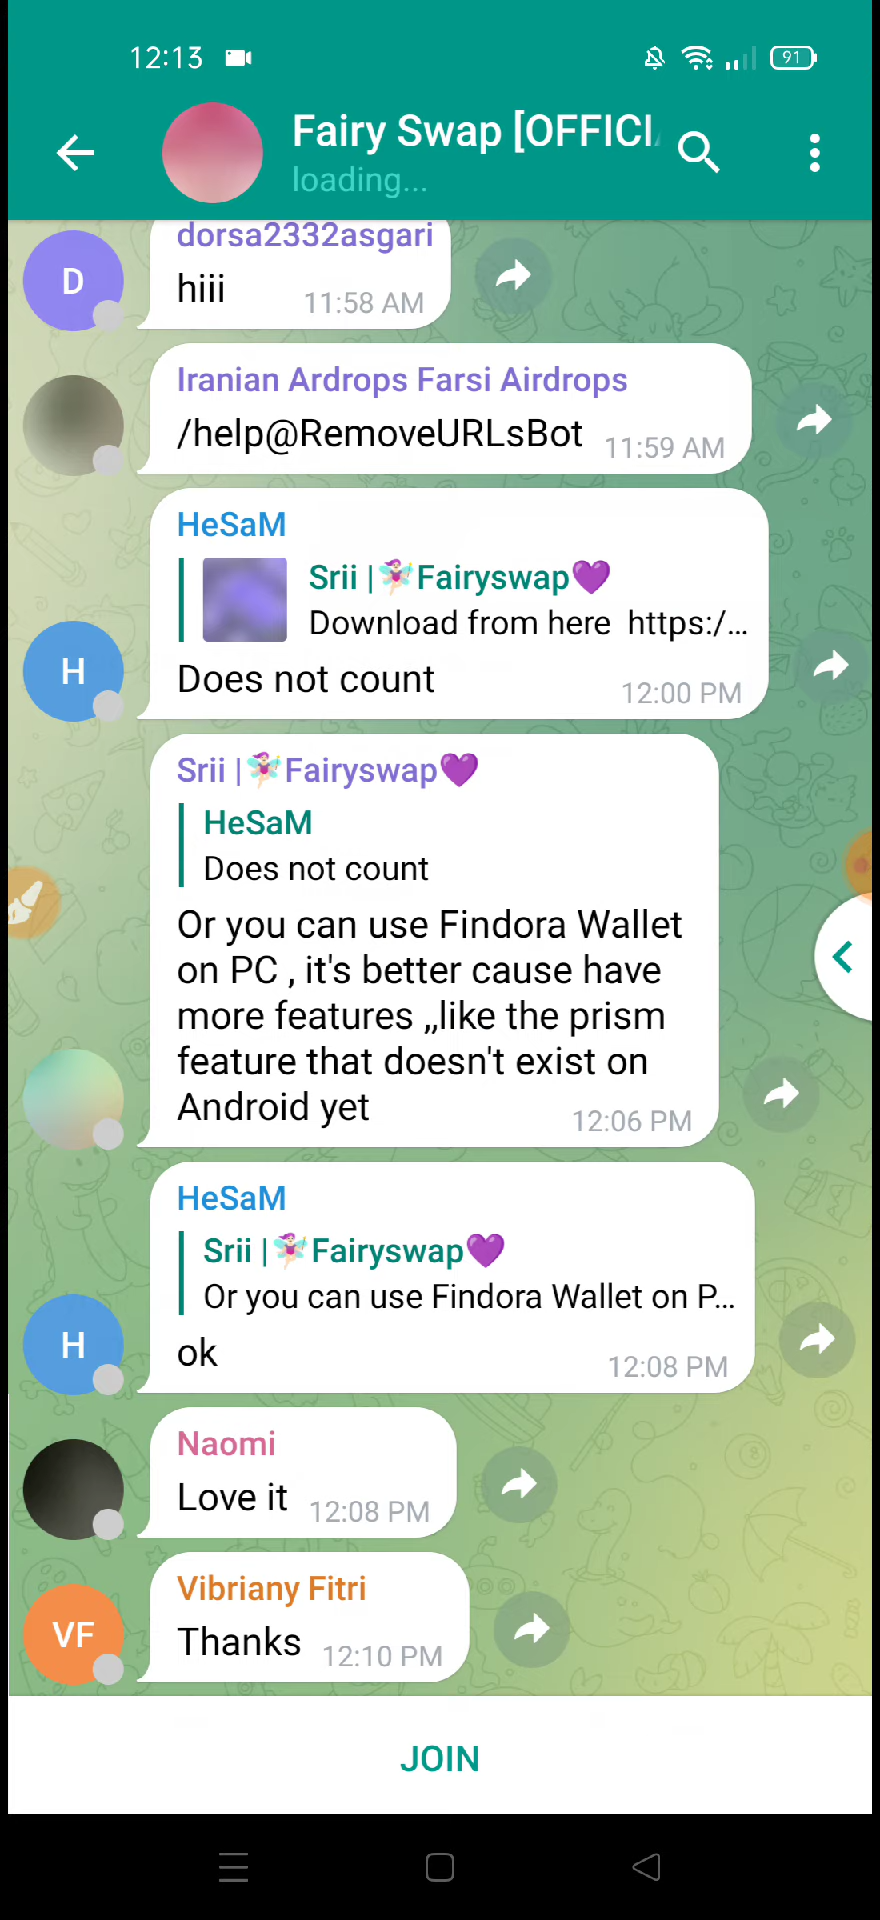 12:13
91
Fairy Swap [OFFICI
loading...
dorsa2332asgari
D
hiii
11:58 AM
Iranian Ardrops Farsi Airdrops
/help@RemoveURLsBot
11:59 AM
HeSaM
Srii |🧚🏻‍♀️Fairyswap💜
Download from here https:/...
H
Does not count
12:00 PM
Srii |🧚🏻‍♀️Fairyswap💜
HeSaM
Does not count
Or you can use Findora Wallet
on PC , it's better cause have
more features ,,like the prism
feature that doesn't exist on
Android yet
12:06 PM
HeSaM
Srii |🧚🏻‍♀️Fairyswap💜
Or you can use Findora Wallet on P...
H
ok
12:08 PM
Naomi
Love it
12:08 PM
Vibriany Fitri
VF
Thanks
12:10 PM
JOIN